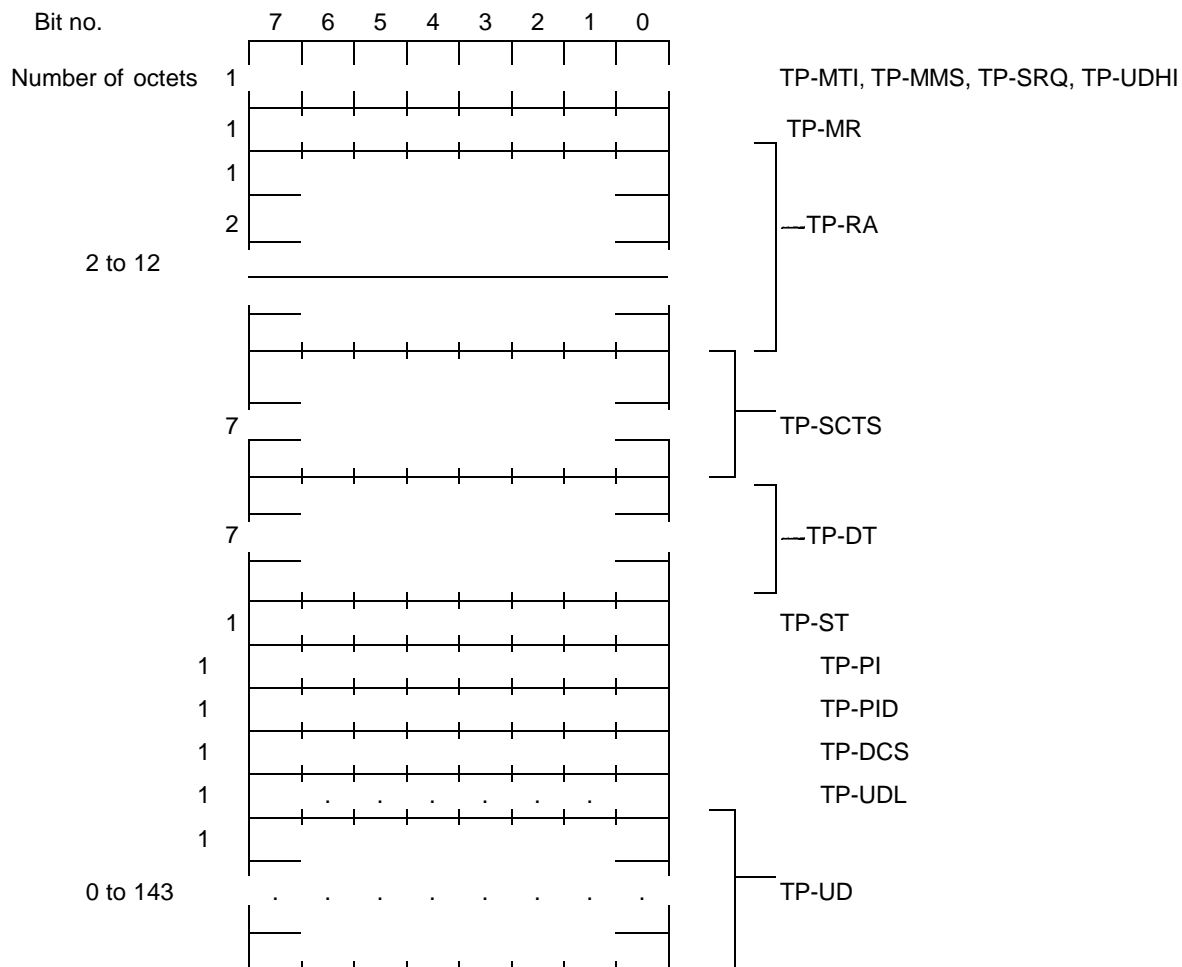 Bit no. 7 6 5 4 3 2 1 0
Number of octets 1 TP-MTI, TP-MMS, TP-SRQ, TP-UDHI
1 TP-MR
1
2 TP-RA
2 to 12
7 TP-SCTS
7 TP-DT
1 TP-ST
1 TP-PI
1 TP-PID
1 TP-DCS
1 . . . . . . TP-UDL
1
0 to 143 . . . . . . . . TP-UD